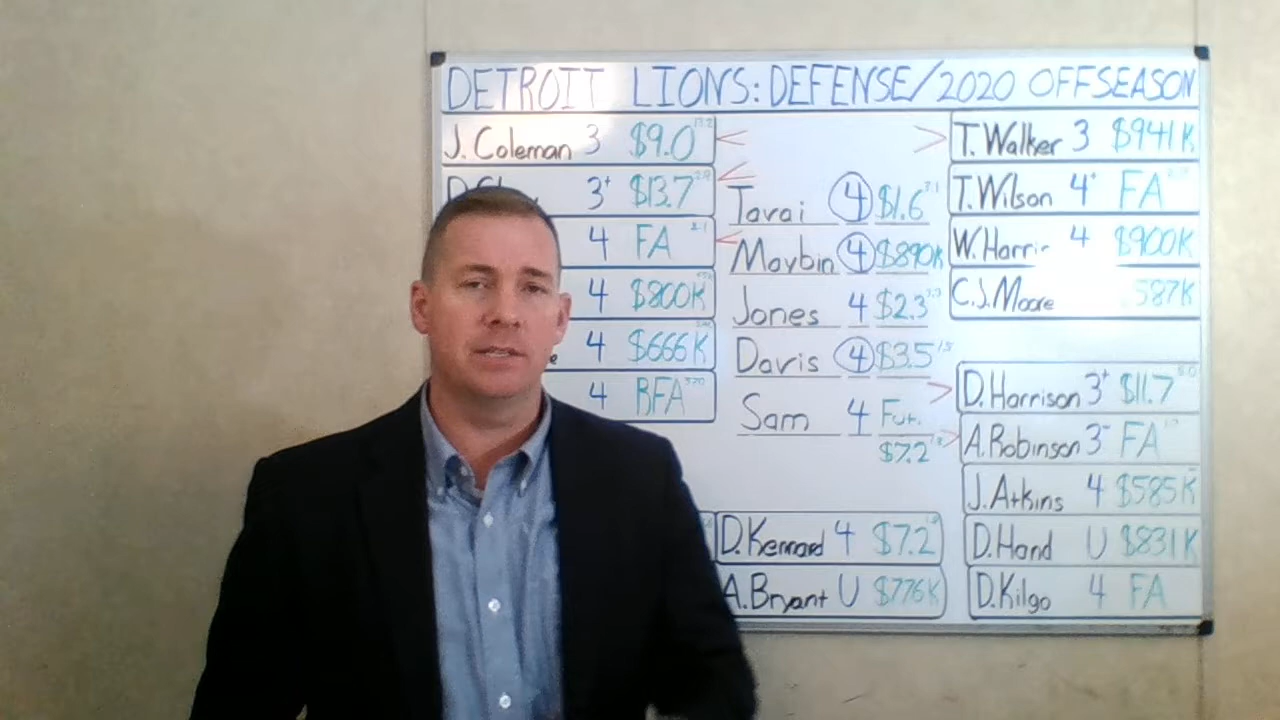 DETROIT LIONS: DEFENSE/2020 OFFSEASON
J. Coleman 3 $9.0
3+ $13.7
4 FA
4 $800K
4 $666K
4 RFA
Tavai 4 $1.6
Maybin 4 $890K
Jones 4 $2.3
Davis 4 $3.5
Sam 4 Fut.
$7.2
D. Kennard 4 $7.2
A. Bryant U $776K
T. Walker 3 $941K
T. Wilson 4+ FA
W. Harris 4 $900K
C.J. Moore 587K
D. Harrison 3+ $11.7
A. Robinson 3- FA
J. Atkins 4 $585K
D. Hand U $831K
D. Kilgo 4 FA